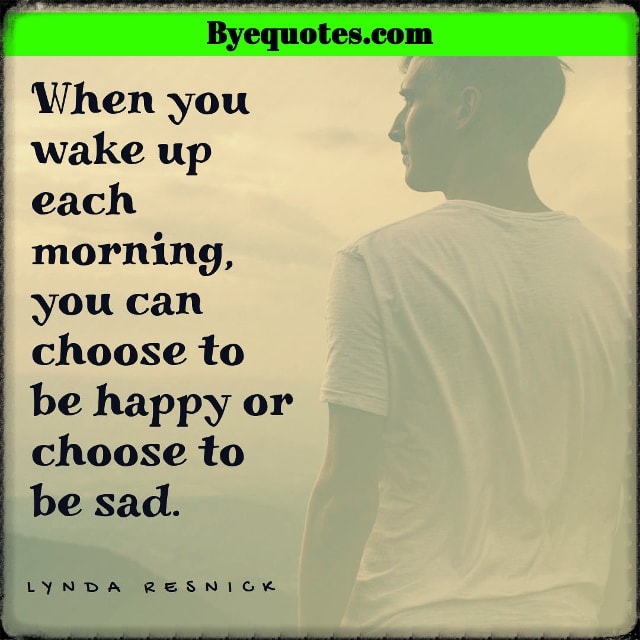 Byequotes.com
When you
wake up
each
morning,
you can
choose to
be happy or
choose to
be sad.
LYNDA RESNICK